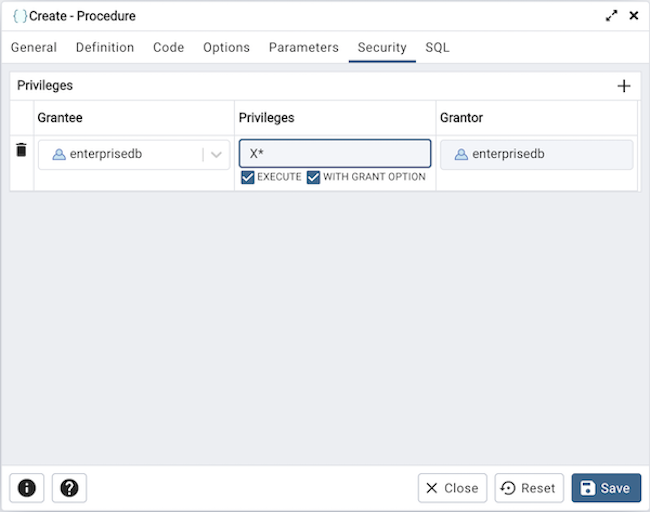 { } Create - Procedure
General Definition Code Options Parameters Security SQL
Privileges
Grantee Privileges Grantor
enterprisedb X* enterprisedb
EXECUTE WITH GRANT OPTION
Close Reset Save